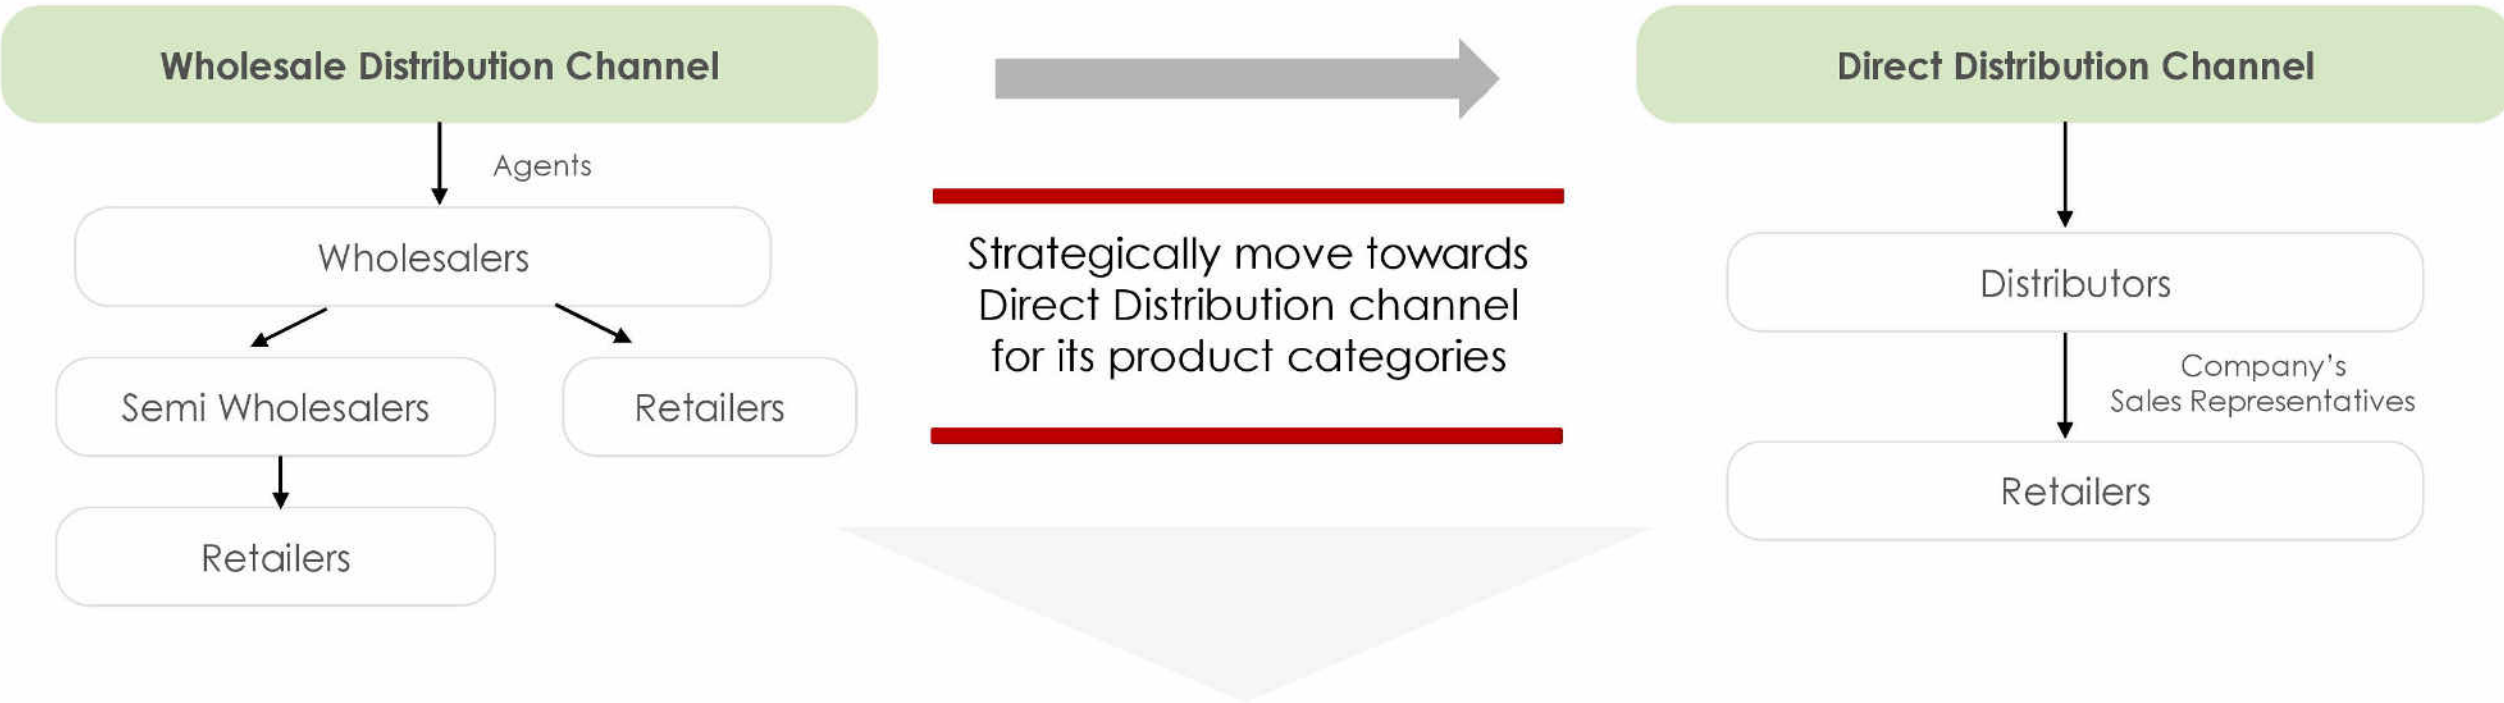 Wholesale Distribution Channel
Agents
Wholesalers
Semi Wholesalers
Retailers
Retailers
Strategically move towards
Direct Distribution channel
for its product categories
Direct Distribution Channel
Distributors
Company’s
Sales Representatives
Retailers